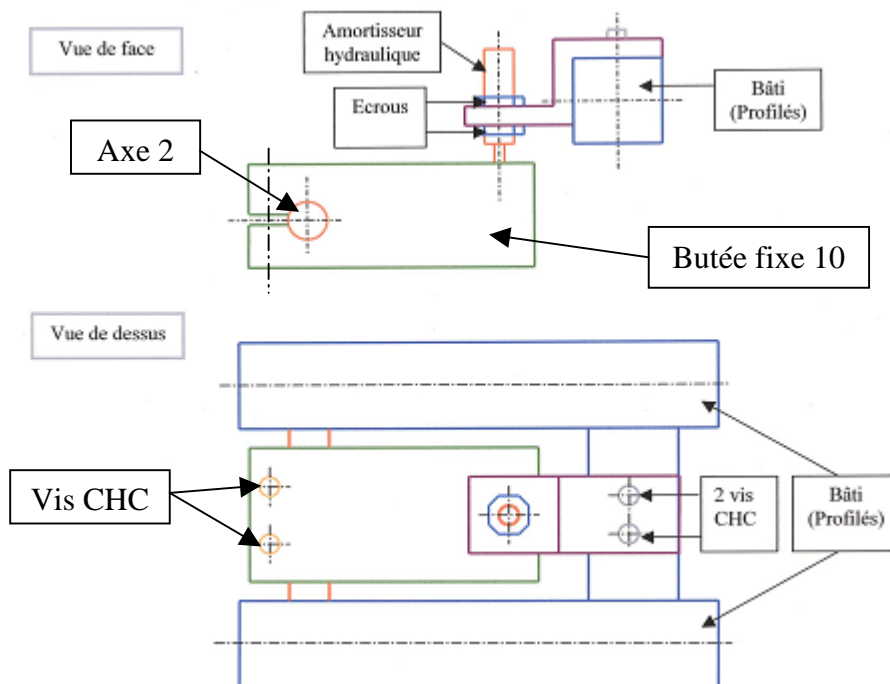 Vue de face
Amortisseur
hydraulique
Ecrous
Bâti
(Profilés)
Axe 2
Butée fixe 10
Vue de dessus
Vis CHC
2 vis
CHC
Bâti
(Profilés)